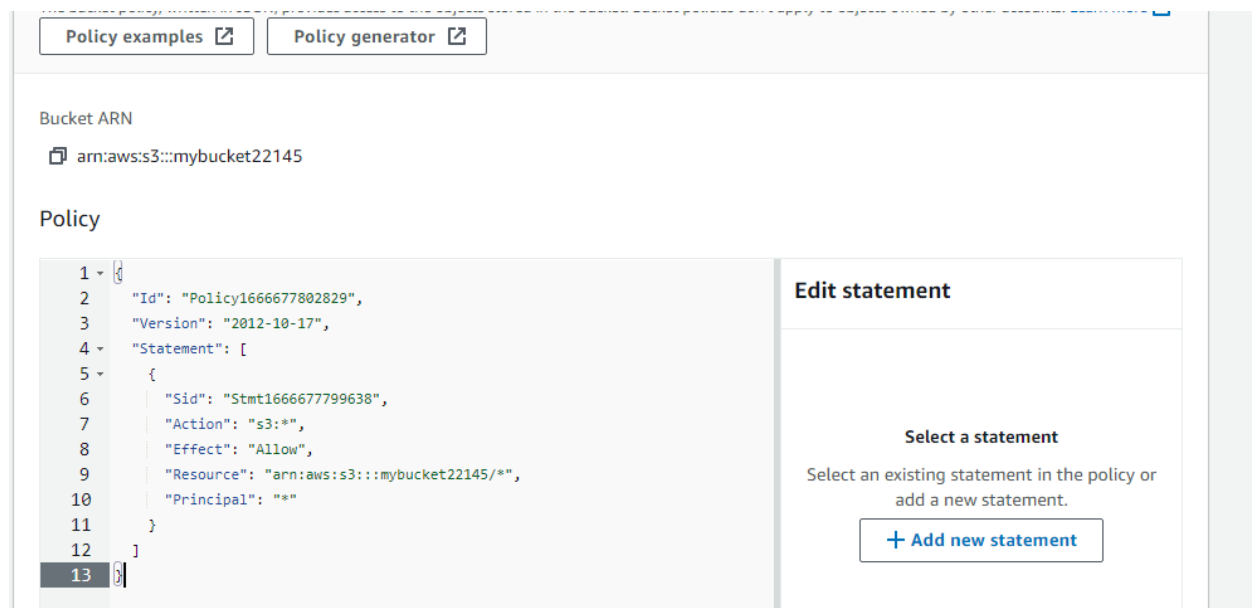 Policy examples
Policy generator
Bucket ARN
arn:aws:s3:::mybucket22145
Policy
1 {
2 "Id": "Policy1666677802829",
3 "Version": "2012-10-17",
4 "Statement": [
5 {
6 "Sid": "Stmt1666677799638",
7 "Action": "s3:*",
8 "Effect": "Allow",
9 "Resource": "arn:aws:s3:::mybucket22145/*",
10 "Principal": "*"
11 }
12 ]
13 }
Edit statement
Select a statement
Select an existing statement in the policy or
add a new statement.
+ Add new statement